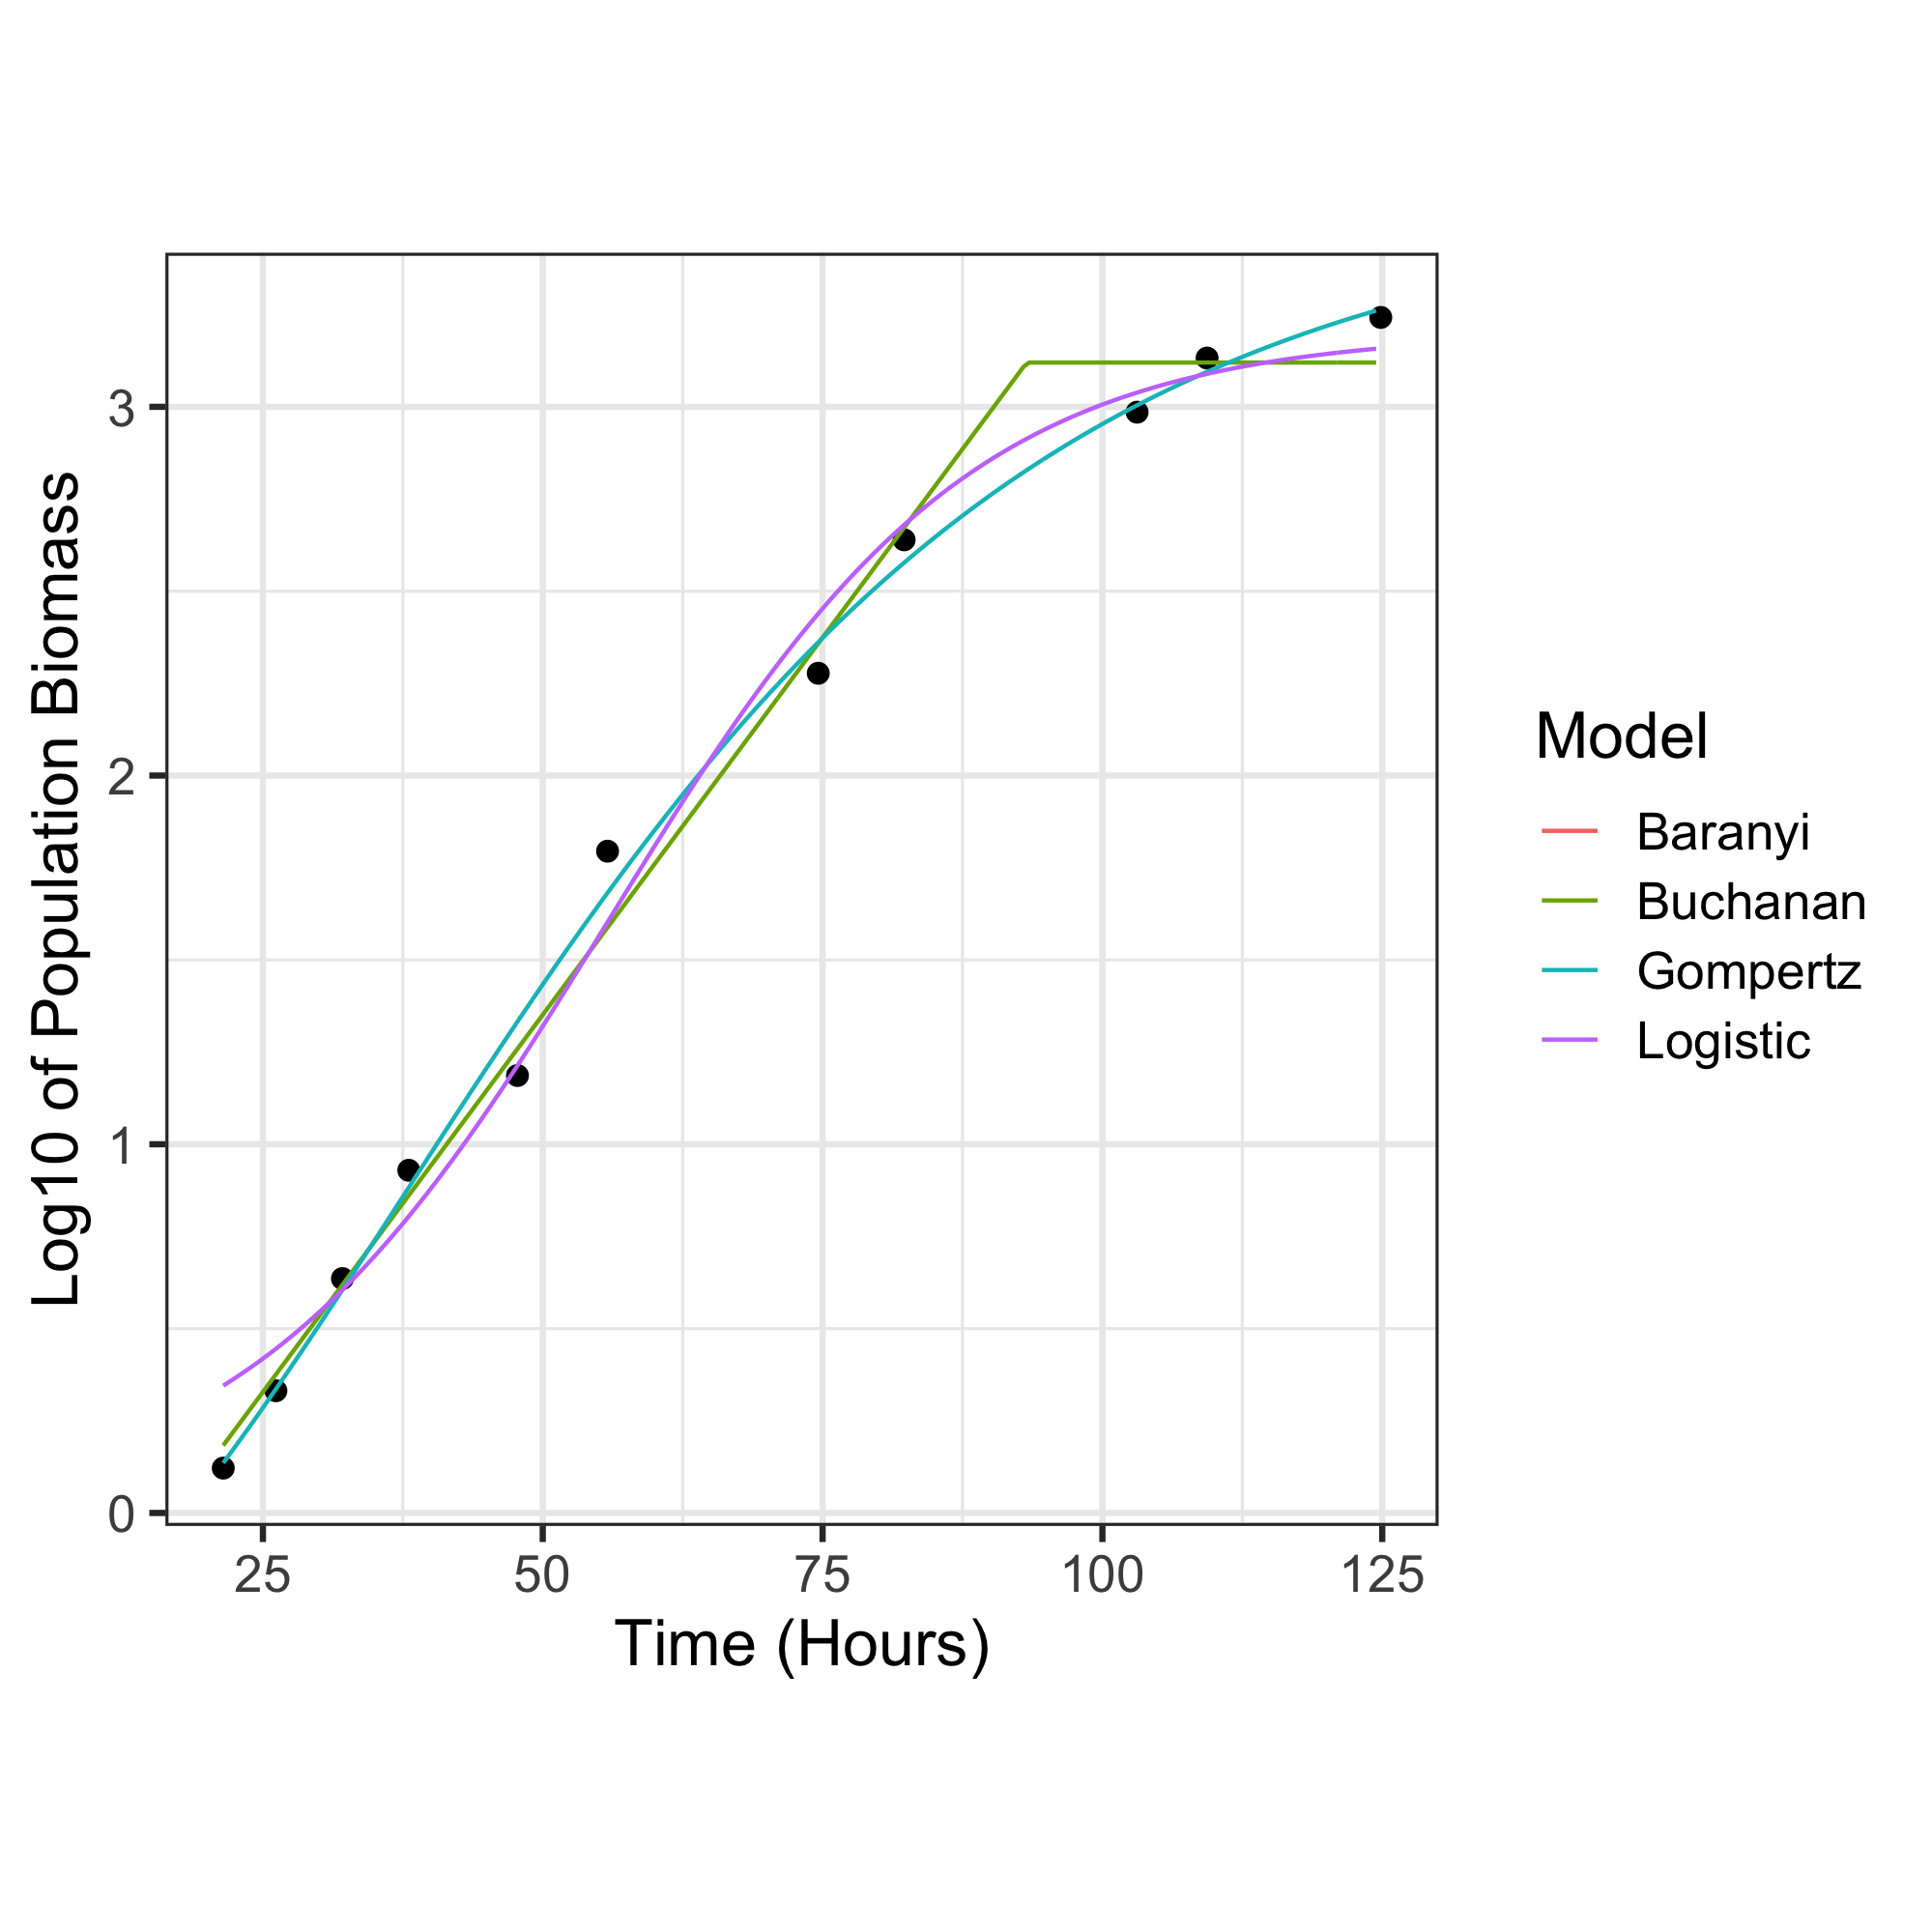 Log10 of Population Biomass
3
2
1
0
25 50 75 100 125
Time (Hours)
Model
Baranyi
Buchanan
Gompertz
Logistic